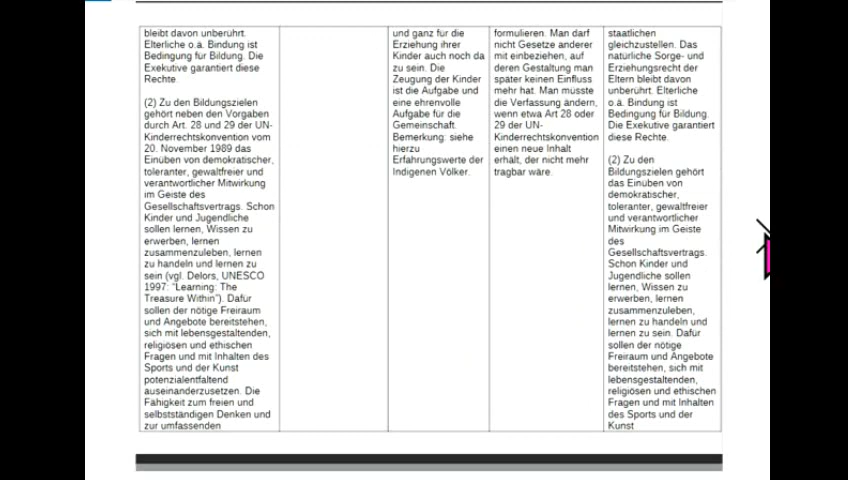 bleibt davon unberührt.
Elterliche o.ä. Bindung ist
Bedingung für Bildung. Die
Exekutive garantiert diese
Rechte.
(2) Zu den Bildungszielen
gehört neben den Vorgaben
durch Art. 28 und 29 der UN-
Kinderrechtskonvention vom
20. November 1989 das
Einüben von demokratischer,
toleranter, gewaltfreier und
verantwortlicher Mitwirkung
im Geiste des
Gesellschaftsvertrags. Schon
Kinder und Jugendliche
sollen lernen, Wissen zu
erwerben, lernen
zusammenzuleben, lernen
zu handeln und lernen zu
sein (vgl. Delors, UNESCO
1997: "Learning: The
Treasure Within"). Dafür
sollen der nötige Freiraum
und Angebote bereitstehen,
sich mit lebensgestaltenden,
religiösen und ethischen
Fragen und mit Inhalten des
Sports und der Kunst
potenzialentfaltend
auseinanderzusetzen. Die
Fähigkeit zum freien und
selbstständigen Denken und
zur umfassenden
und ganz für die
Erziehung ihrer
Kinder auch noch da
zu sein. Die
Zeugung der Kinder
ist die Aufgabe und
eine ehrenvolle
Aufgabe für die
Gemeinschaft.
Bemerkung: siehe
hierzu
Erfahrungswerte der
Indigenen Völker.
formulieren. Man darf
nicht Gesetze anderer
mit einbeziehen, auf
deren Gestaltung man
später keinen Einfluss
mehr hat. Man müsste
die Verfassung ändern,
wenn etwa Art 28 oder
29 der UN-
Kinderrechtskonvention
einen neue Inhalt
erhält, der nicht mehr
tragbar wäre.
staatlichen
gleichzustellen. Das
natürliche Sorge- und
Erziehungsrecht der
Eltern bleibt davon
unberührt. Elterliche
o.ä. Bindung ist
Bedingung für Bildung.
Die Exekutive garantiert
diese Rechte.
(2) Zu den
Bildungszielen gehört
das Einüben von
demokratischer,
toleranter, gewaltfreier
und verantwortlicher
Mitwirkung im Geiste
des
Gesellschaftsvertrags.
Schon Kinder und
Jugendliche sollen
lernen, Wissen zu
erwerben, lernen
zusammenzuleben,
lernen zu handeln und
lernen zu sein. Dafür
sollen der nötige
Freiraum und Angebote
bereitstehen, sich mit
lebensgestaltenden,
religiösen und ethischen
Fragen und mit Inhalten
des Sports und der
Kunst